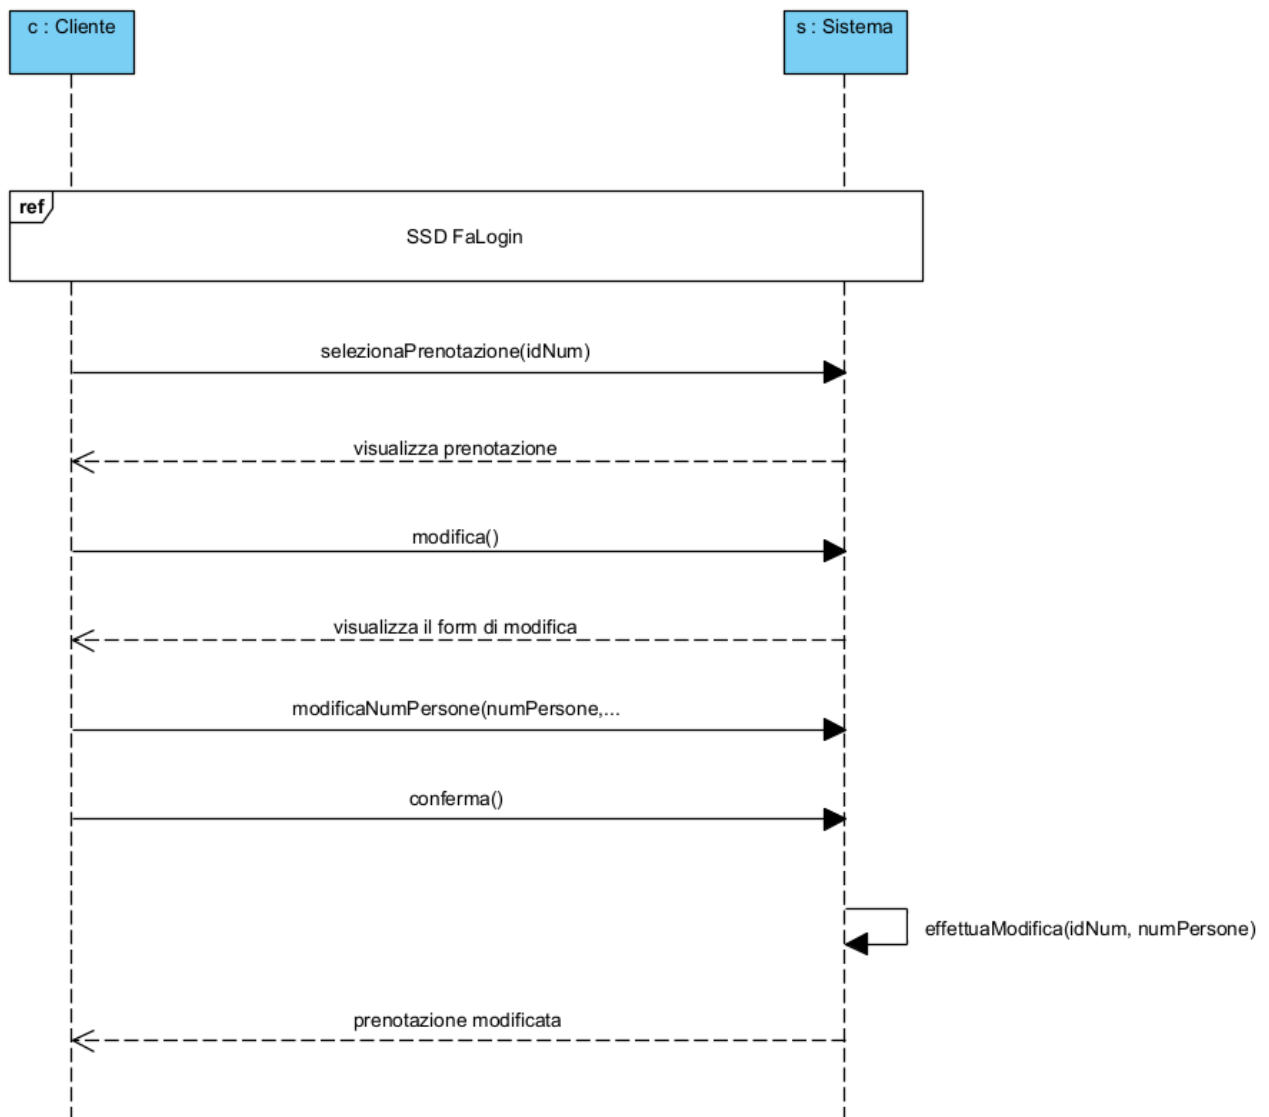 c : Cliente
s : Sistema
ref
SSD FaLogin
selezionaPrenotazione(idNum)
visualizza prenotazione
modifica()
visualizza il form di modifica
modificaNumPersone(numPersone,...
conferma()
effettuaModifica(idNum, numPersone)
prenotazione modificata